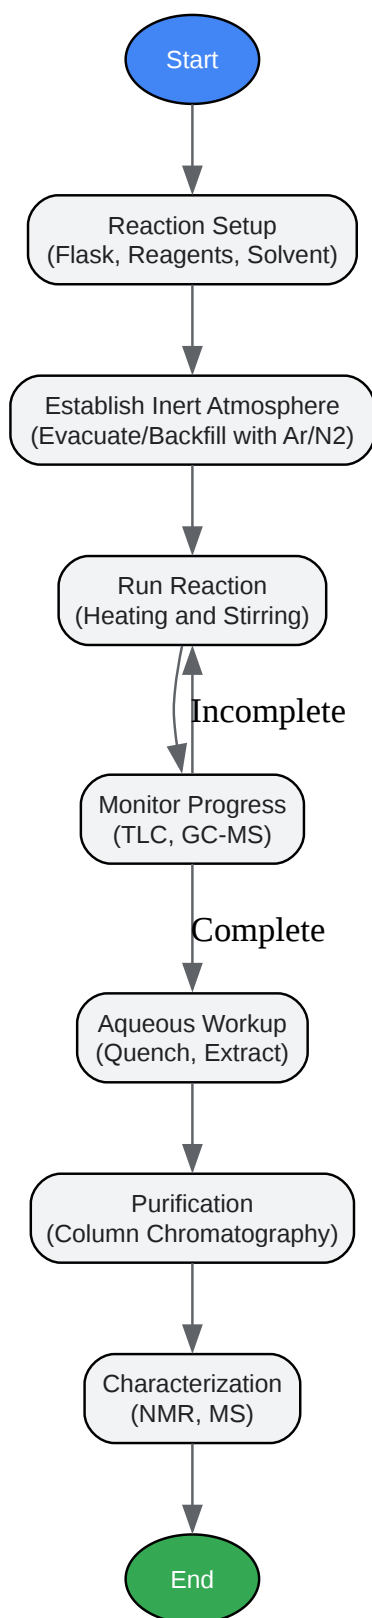 Start
Reaction Setup
(Flask, Reagents, Solvent)
Establish Inert Atmosphere
(Evacuate/Backfill with Ar/N2)
Run Reaction
(Heating and Stirring)
Incomplete
Monitor Progress
(TLC, GC-MS)
Complete
Aqueous Workup
(Quench, Extract)
Purification
(Column Chromatography)
Characterization
(NMR, MS)
End